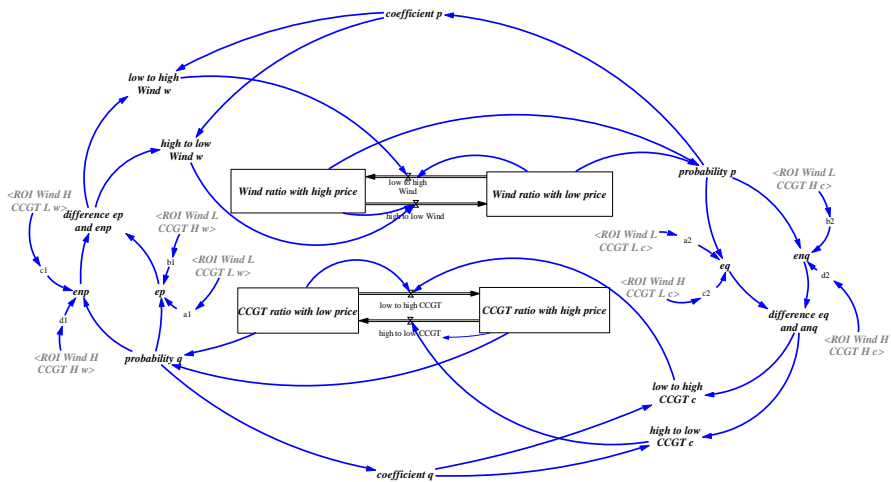 coefficient p
low to high
Wind w
high to low
Wind w
low to high
Wind
Wind ratio with high price
Wind ratio with low price
high to low Wind
probability p
<ROI Wind L
CCGT H c>
b2
<ROI Wind H
CCGT L w>
difference ep
and enp
<ROI Wind L
CCGT H w>
<ROI Wind L
CCGT L c>
a2
enq
b1
<ROI Wind L
CCGT L w>
eq
d2
c1
enp
ep
<ROI Wind H
CCGT L c>
c2
a1
d1
CCGT ratio with low price
low to high CCGT
CCGT ratio with high price
high to low CCGT
difference eq
and anq
<ROI Wind H
CCGT H w>
probability q
<ROI Wind H
CCGT H c>
low to high
CCGT c
high to low
CCGT c
coefficient q